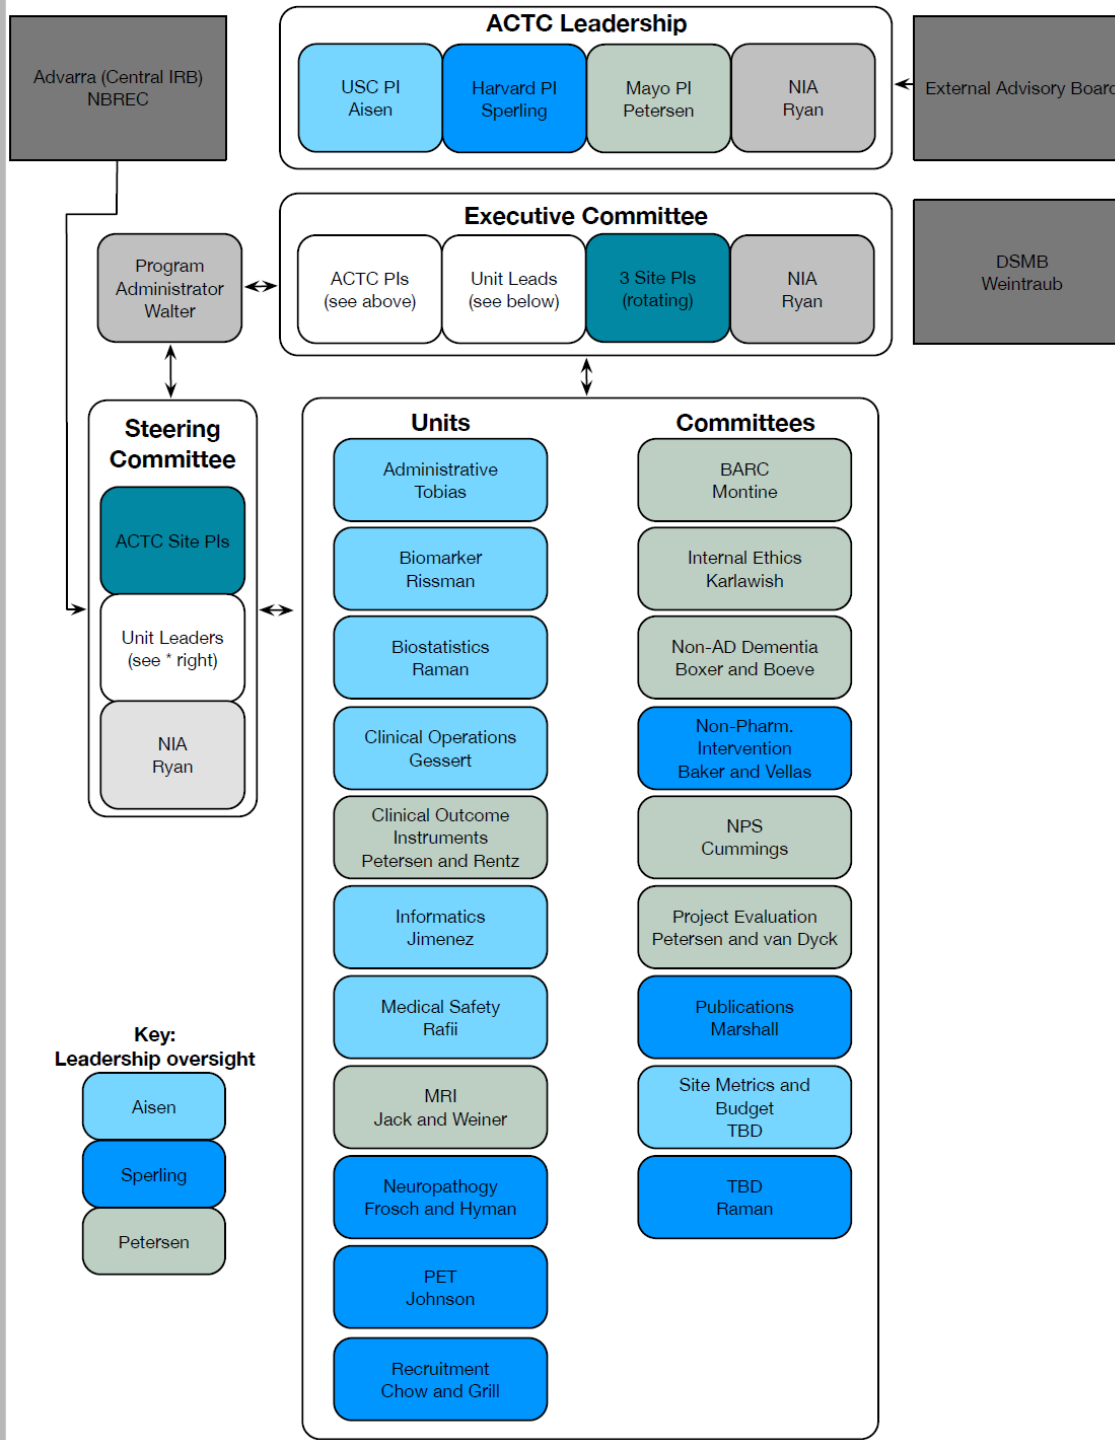 Advarra (Central IRB)
NBREC
ACTC Leadership
USC PI
Aisen
Harvard PI
Sperling
Mayo PI
Petersen
NIA
Ryan
External Advisory Board
Executive Committee
ACTC PIs
(see above)
Unit Leads
(see below)
3 Site PIs
(rotating)
NIA
Ryan
DSMB
Weintraub
Program
Administrator
Walter
Steering
Committee
ACTC Site PIs
Unit Leaders
(see * right)
NIA
Ryan
Units
Administrative
Tobias
Biomarker
Rissman
Biostatistics
Raman
Clinical Operations
Gessert
Clinical Outcome
Instruments
Petersen and Rentz
Informatics
Jimenez
Medical Safety
Rafii
MRI
Jack and Weiner
Neuropathology
Frosch and Hyman
PET
Johnson
Recruitment
Chow and Grill
Committees
BARC
Montine
Internal Ethics
Karlawish
Non-AD Dementia
Boxer and Boeve
Non-Pharm.
Intervention
Baker and Vellas
NPS
Cummings
Project Evaluation
Petersen and van Dyck
Publications
Marshall
Site Metrics and
Budget
TBD
TBD
Raman
Key:
Leadership oversight
Aisen
Sperling
Petersen